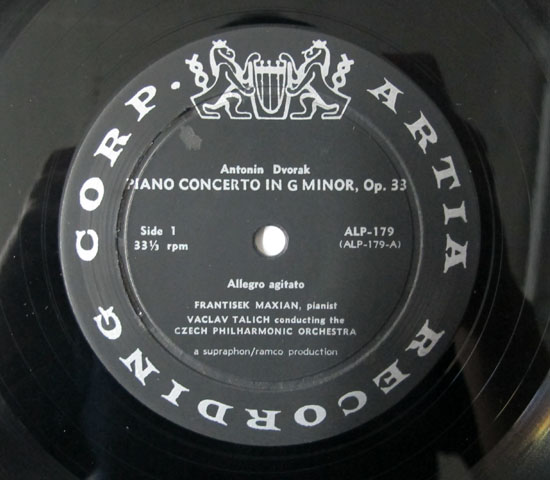 ARTIA RECORDING CORP.
Antonin Dvorak
PIANO CONCERTO IN G MINOR, Op. 33
Side 1
33⅓ rpm
ALP-179
(ALP-179-A)
Allegro agitato
FRANTISEK MAXIAN, pianist
VACLAV TALICH conducting the
CZECH PHILHARMONIC ORCHESTRA
a supraphon/ramco production